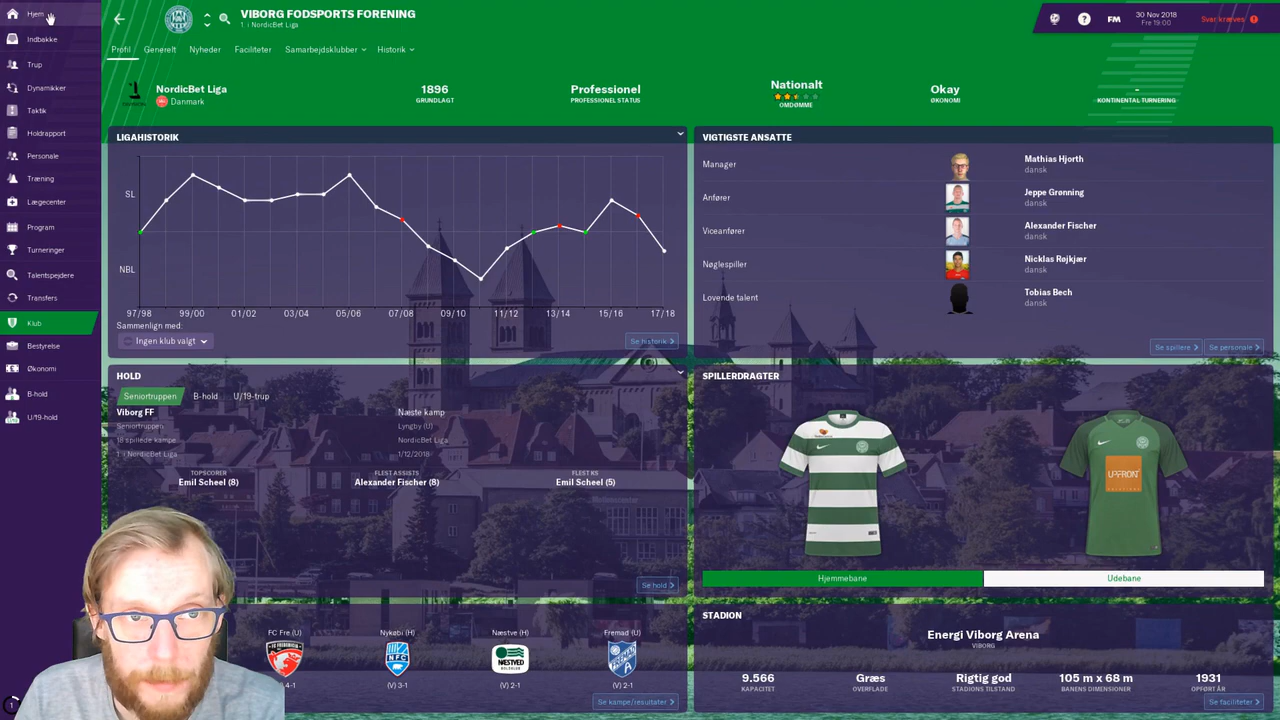 Hjem
Indbakke
Trup
Dynamikker
Taktik
Holdrapport
Personale
Træning
Lægecenter
Program
Turneringer
Talentspejdere
Transfers
Klub
Bestyrelse
Økonomi
B-hold
U/19-hold
1
VIBORG FODSPORTS FORENING
1. i NordicBet Liga
FM
30 Nov 2018
Fre 19:00
Svar kræves
Profil Generelt Nyheder Faciliteter Samarbejdsklubber Historik
NordicBet Liga
Danmark
1896
GRUNDLAGT
Professionel
PROFESSIONEL STATUS
Nationalt
OMDØMME
Okay
ØKONOMI
-
KONTINENTAL TURNERING
LIGAHISTORIK
SL
NBL
97/98 99/00 01/02 03/04 05/06 07/08 09/10 11/12 13/14 15/16 17/18
Sammenlign med:
Ingen klub valgt
Se historik
VIGTIGSTE ANSATTE
Manager
Mathias Hjorth
dansk
Anfører
Jeppe Grønning
dansk
Viceanfører
Alexander Fischer
dansk
Nøglespiller
Nicklas Røjkjær
dansk
Lovende talent
Tobias Bech
dansk
Se spillere
Se personale
HOLD
Seniortruppen B-hold U/19-trup
Viborg FF
Seniortruppen
18 spillede kampe
1. i NordicBet Liga
Næste kamp
Lyngby (U)
NordicBet Liga
1/12/2018
TOPSCORER
Emil Scheel (8)
FLEST ASSISTS
Alexander Fischer (8)
FLEST KS
Emil Scheel (5)
Se hold
FC Fre (U)
4-1
Nykøbi (H)
(V) 3-1
Næstve (H)
(V) 2-1
Fremad (U)
(V) 2-1
Se kampe/resultater
SPILLERDRAGTER
UPFRONT
Hjemmebane
Udebane
STADION
Energi Viborg Arena
VIBORG
9.566
KAPACITET
Græs
OVERFLADE
Rigtig god
STADIONS TILSTAND
105 m x 68 m
BANENS DIMENSIONER
1931
OPFØRT ÅR
Se faciliteter